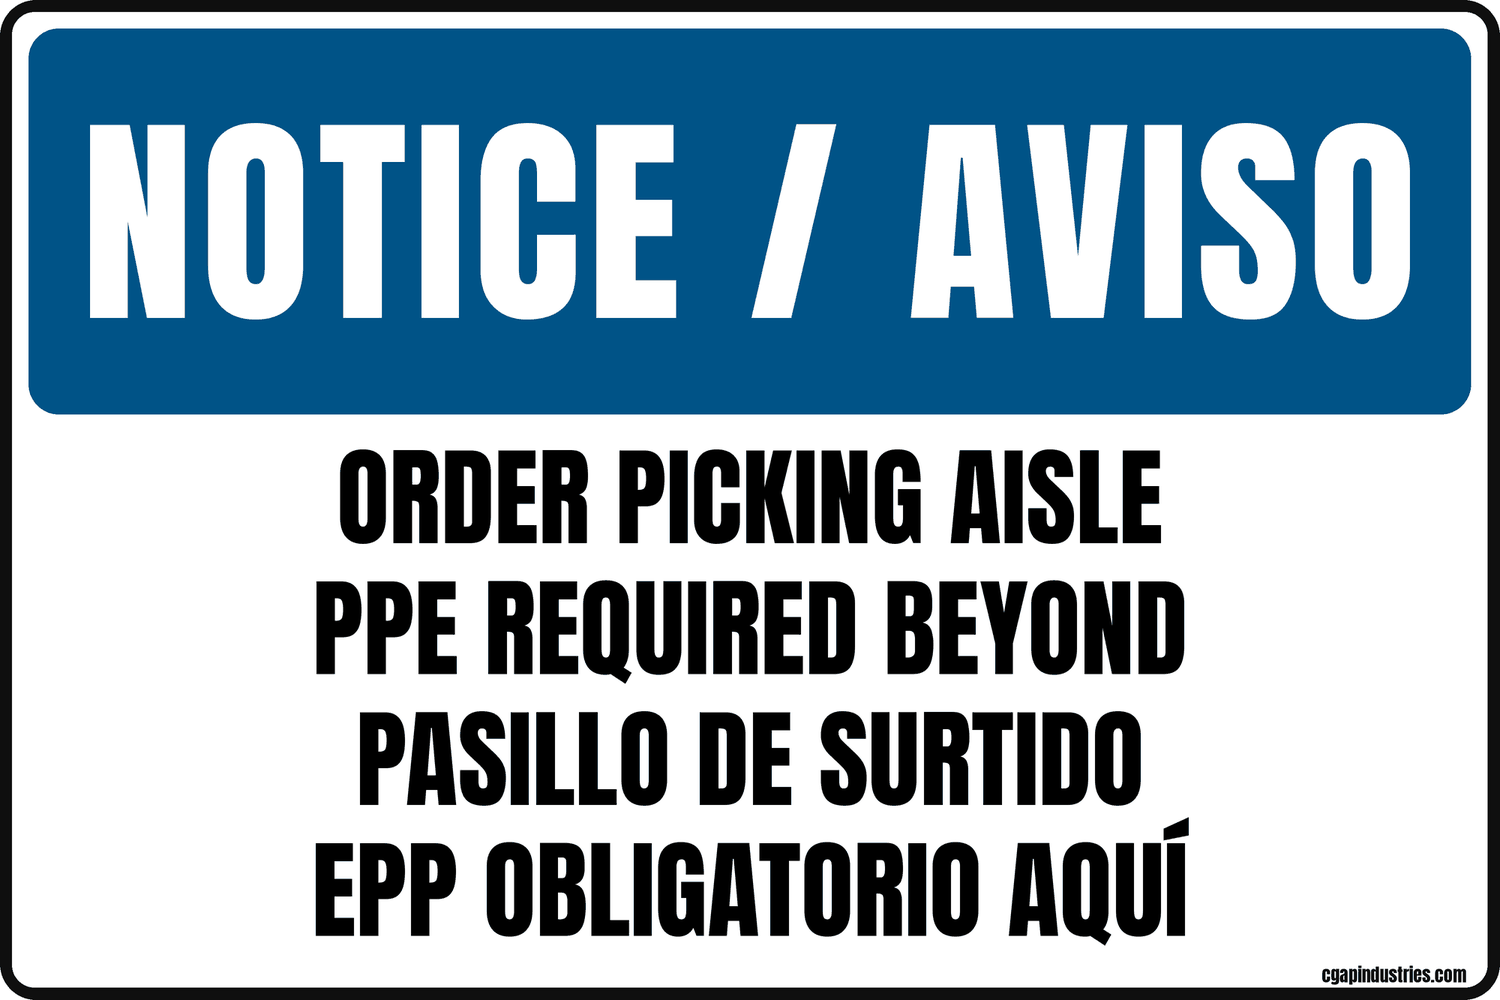 NOTICE / AVISO
ORDER PICKING AISLE
PPE REQUIRED BEYOND
PASILLO DE SURTIDO
EPP OBLIGATORIO AQUÍ
cgapindustries.com